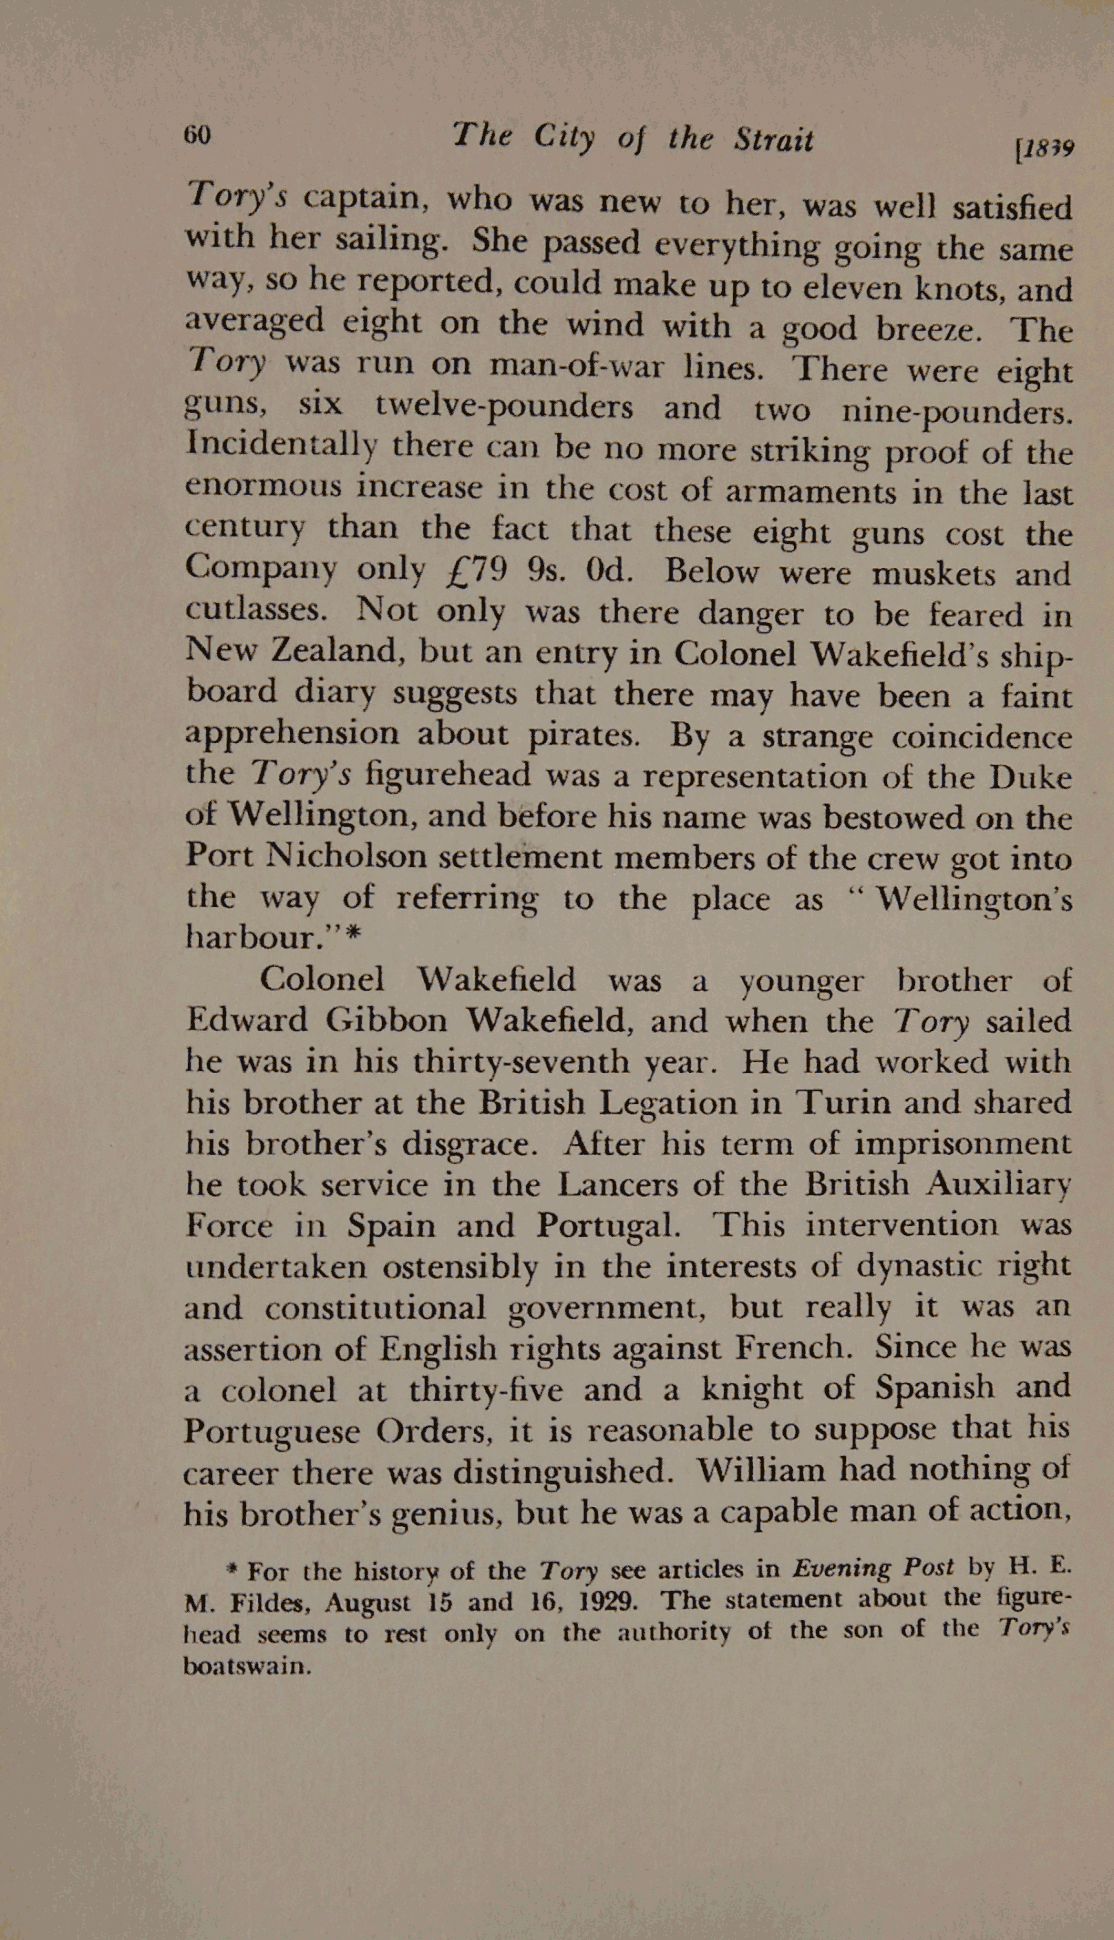 60 The City of the Strait [1839
Tory's captain, who was new to her, was well satisfied
with her sailing. She passed everything going the same
way, so he reported, could make up to eleven knots, and
averaged eight on the wind with a good breeze. The
Tory was run on man-of-war lines. There were eight
guns, six twelve-pounders and two nine-pounders.
Incidentally there can be no more striking proof of the
enormous increase in the cost of armaments in the last
century than the fact that these eight guns cost the
Company only £79 9s. 0d. Below were muskets and
cutlasses. Not only was there danger to be feared in
New Zealand, but an entry in Colonel Wakefield's ship-
board diary suggests that there may have been a faint
apprehension about pirates. By a strange coincidence
the Tory's figurehead was a representation of the Duke
of Wellington, and before his name was bestowed on the
Port Nicholson settlement members of the crew got into
the way of referring to the place as “ Wellington's
harbour.”*
Colonel Wakefield was a younger brother of
Edward Gibbon Wakefield, and when the Tory sailed
he was in his thirty-seventh year. He had worked with
his brother at the British Legation in Turin and shared
his brother's disgrace. After his term of imprisonment
he took service in the Lancers of the British Auxiliary
Force in Spain and Portugal. This intervention was
undertaken ostensibly in the interests of dynastic right
and constitutional government, but really it was an
assertion of English rights against French. Since he was
a colonel at thirty-five and a knight of Spanish and
Portuguese Orders, it is reasonable to suppose that his
career there was distinguished. William had nothing of
his brother's genius, but he was a capable man of action,
* For the history of the Tory see articles in Evening Post by H. E.
M. Fildes, August 15 and 16, 1929. The statement about the figure-
head seems to rest only on the authority of the son of the Tory's
boatswain.